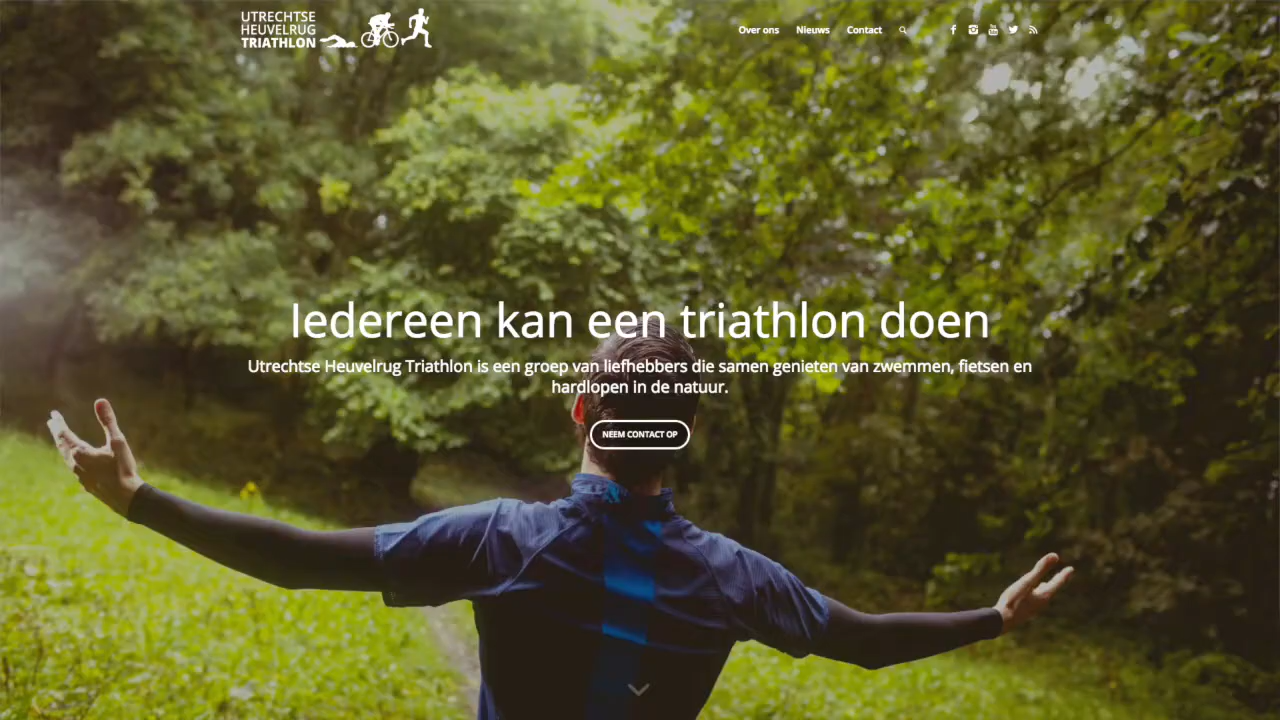 UTRECHTSE
HEUVELRUG
TRIATHLON
Over ons
Nieuws
Contact
Iedereen kan een triathlon doen
Utrechtse Heuvelrug Triathlon is een groep van liefhebbers die samen genieten van zwemmen, fietsen en
hardlopen in de natuur.
NEEM CONTACT OP